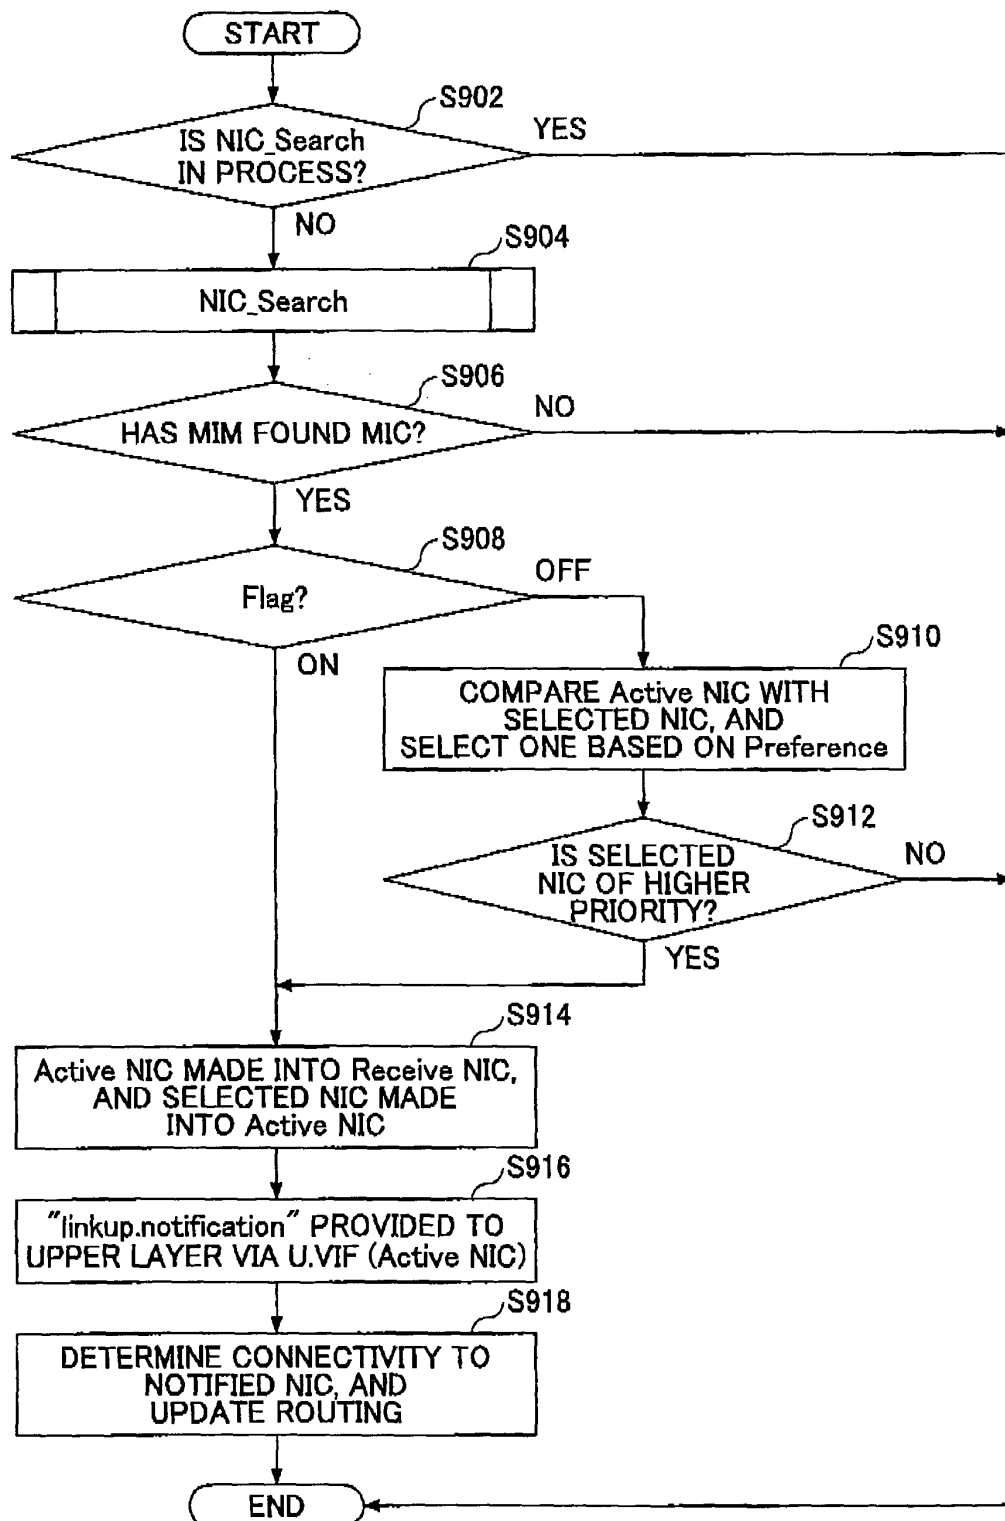 START
S902
IS NIC_Search
IN PROCESS?
YES
NO
S904
NIC_Search
S906
HAS MIM FOUND MIC?
NO
YES
S908
Flag?
OFF
ON
S910
COMPARE Active NIC WITH
SELECTED NIC, AND
SELECT ONE BASED ON Preference
S912
IS SELECTED
NIC OF HIGHER
PRIORITY?
NO
YES
S914
Active NIC MADE INTO Receive NIC,
AND SELECTED NIC MADE
INTO Active NIC
S916
"linkup.notification" PROVIDED TO
UPPER LAYER VIA U.VIF (Active NIC)
S918
DETERMINE CONNECTIVITY TO
NOTIFIED NIC, AND
UPDATE ROUTING
END